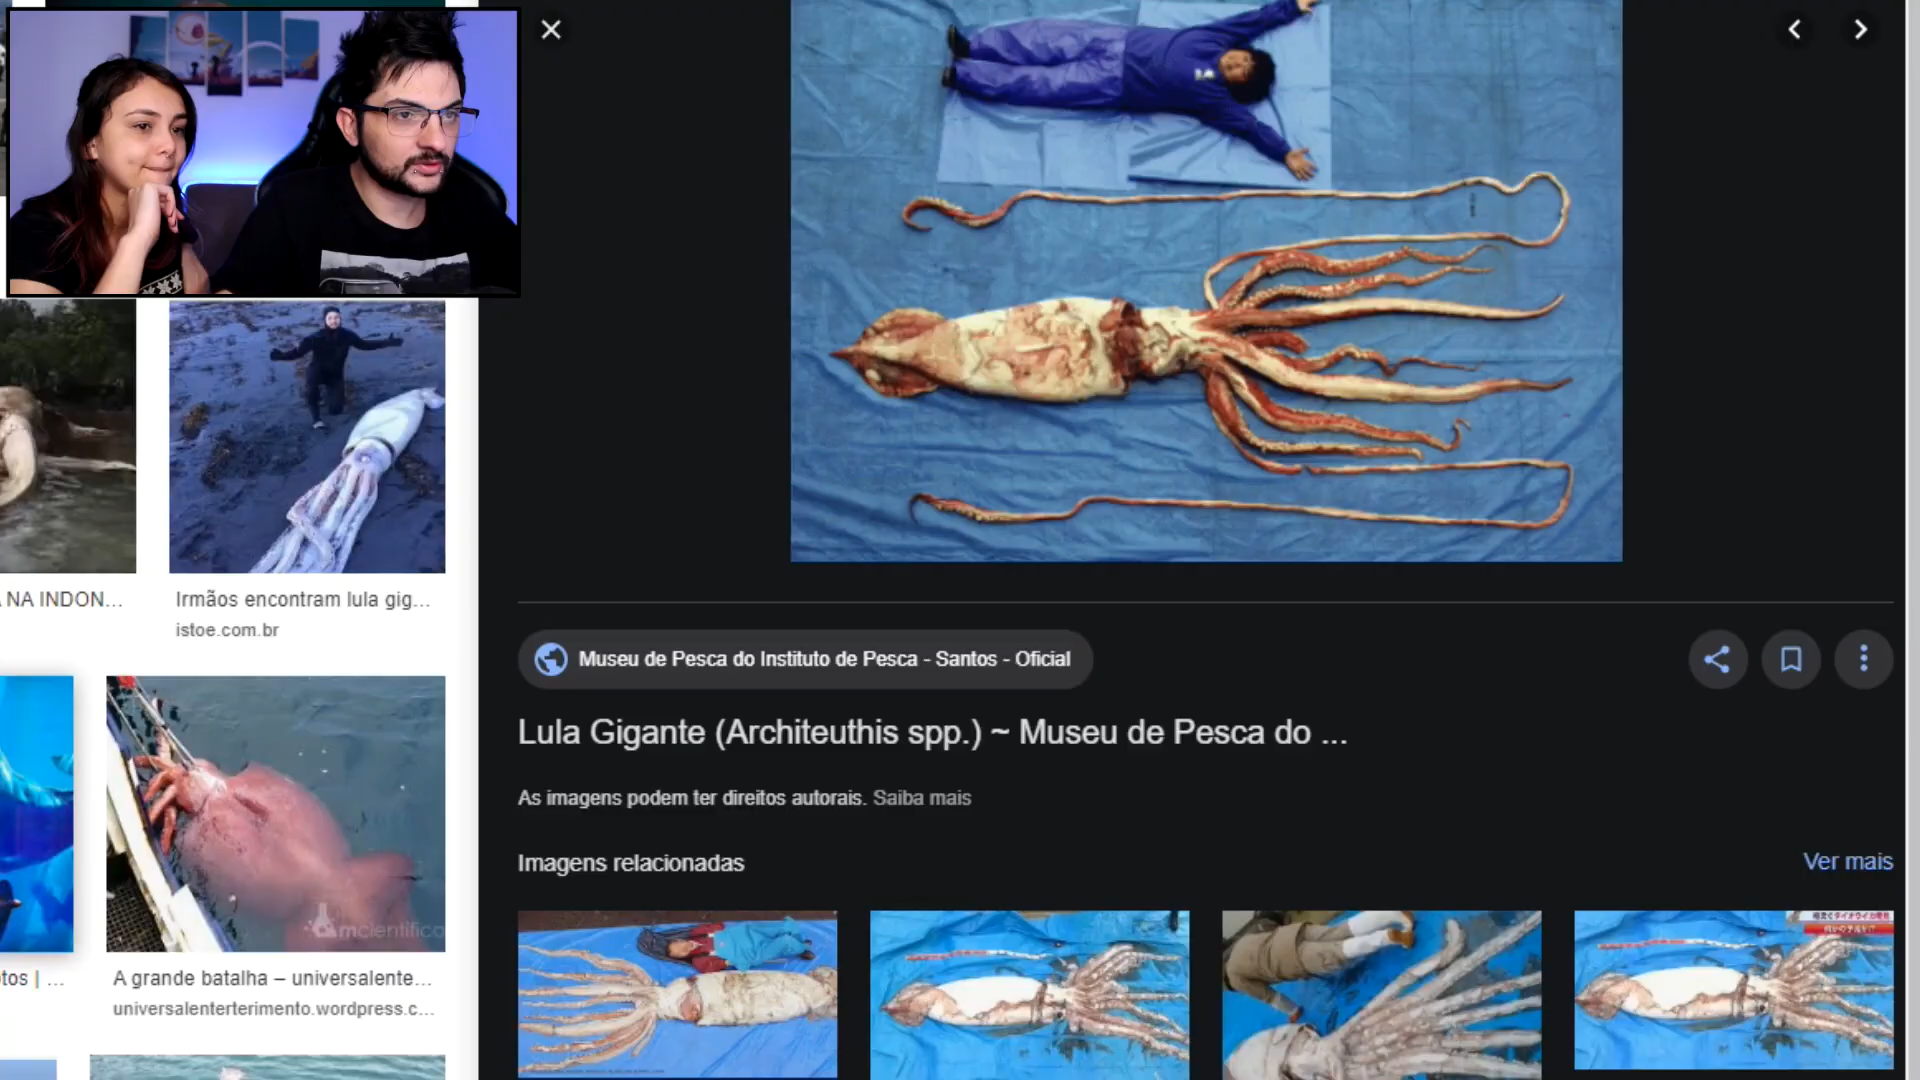 NA INDON...
Irmãos encontram lula gig...
istoe.com.br
tos | ...
A grande batalha – universalente...
universalenterterimento.wordpress.c...
mcientifica
Museu de Pesca do Instituto de Pesca - Santos - Oficial
Lula Gigante (Architeuthis spp.) ~ Museu de Pesca do ...
As imagens podem ter direitos autorais. Saiba mais
Imagens relacionadas
Ver mais